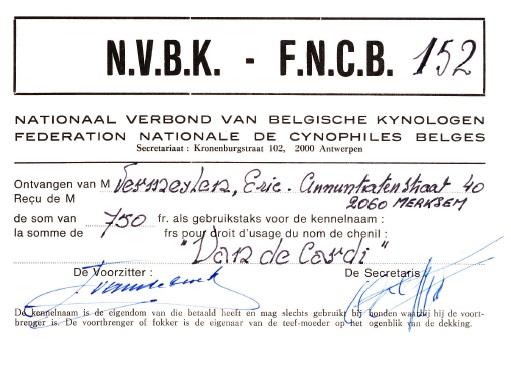 N.V.B.K. - F.N.C.B. 152
NATIONAAL VERBOND VAN BELGISCHE KYNOLOGEN
FEDERATION NATIONALE DE CYNOPHILES BELGES
Secretariaat : Kronenburgstraat 102, 2000 Antwerpen
Ontvangen van M Vermeylen, Eric. Annuntiatenstraat 40
Reçu de M 2060 MERKSEM
de som van 750 fr. als gebruikstaks voor de kennelnaam :
la somme de frs pour droit d'usage du nom de chenil :
"Van de Cardi"
De Voorzitter : De Secretaris :
De kennelnaam is de eigendom van die betaald heeft en mag slechts gebruikt bij honden waarbij hij de voort-
brenger is. De voortbrenger of fokker is de eigenaar van de teef-moeder op het ogenblik van de dekking.